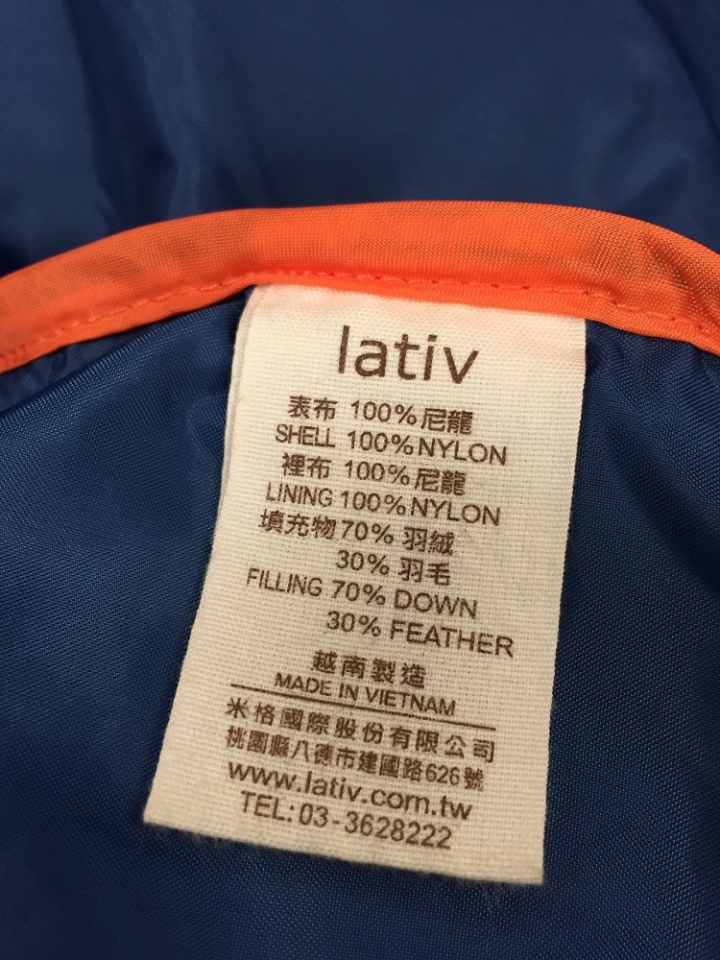 lativ
表布 100%尼龍
SHELL 100%NYLON
裡布 100%尼龍
LINING 100%NYLON
填充物70% 羽絨
30% 羽毛
FILLING 70% DOWN
30% FEATHER
越南製造
MADE IN VIETNAM
米格國際股份有限公司
桃園縣八德市建國路626號
www.lativ.com.tw
TEL: 03-3628222